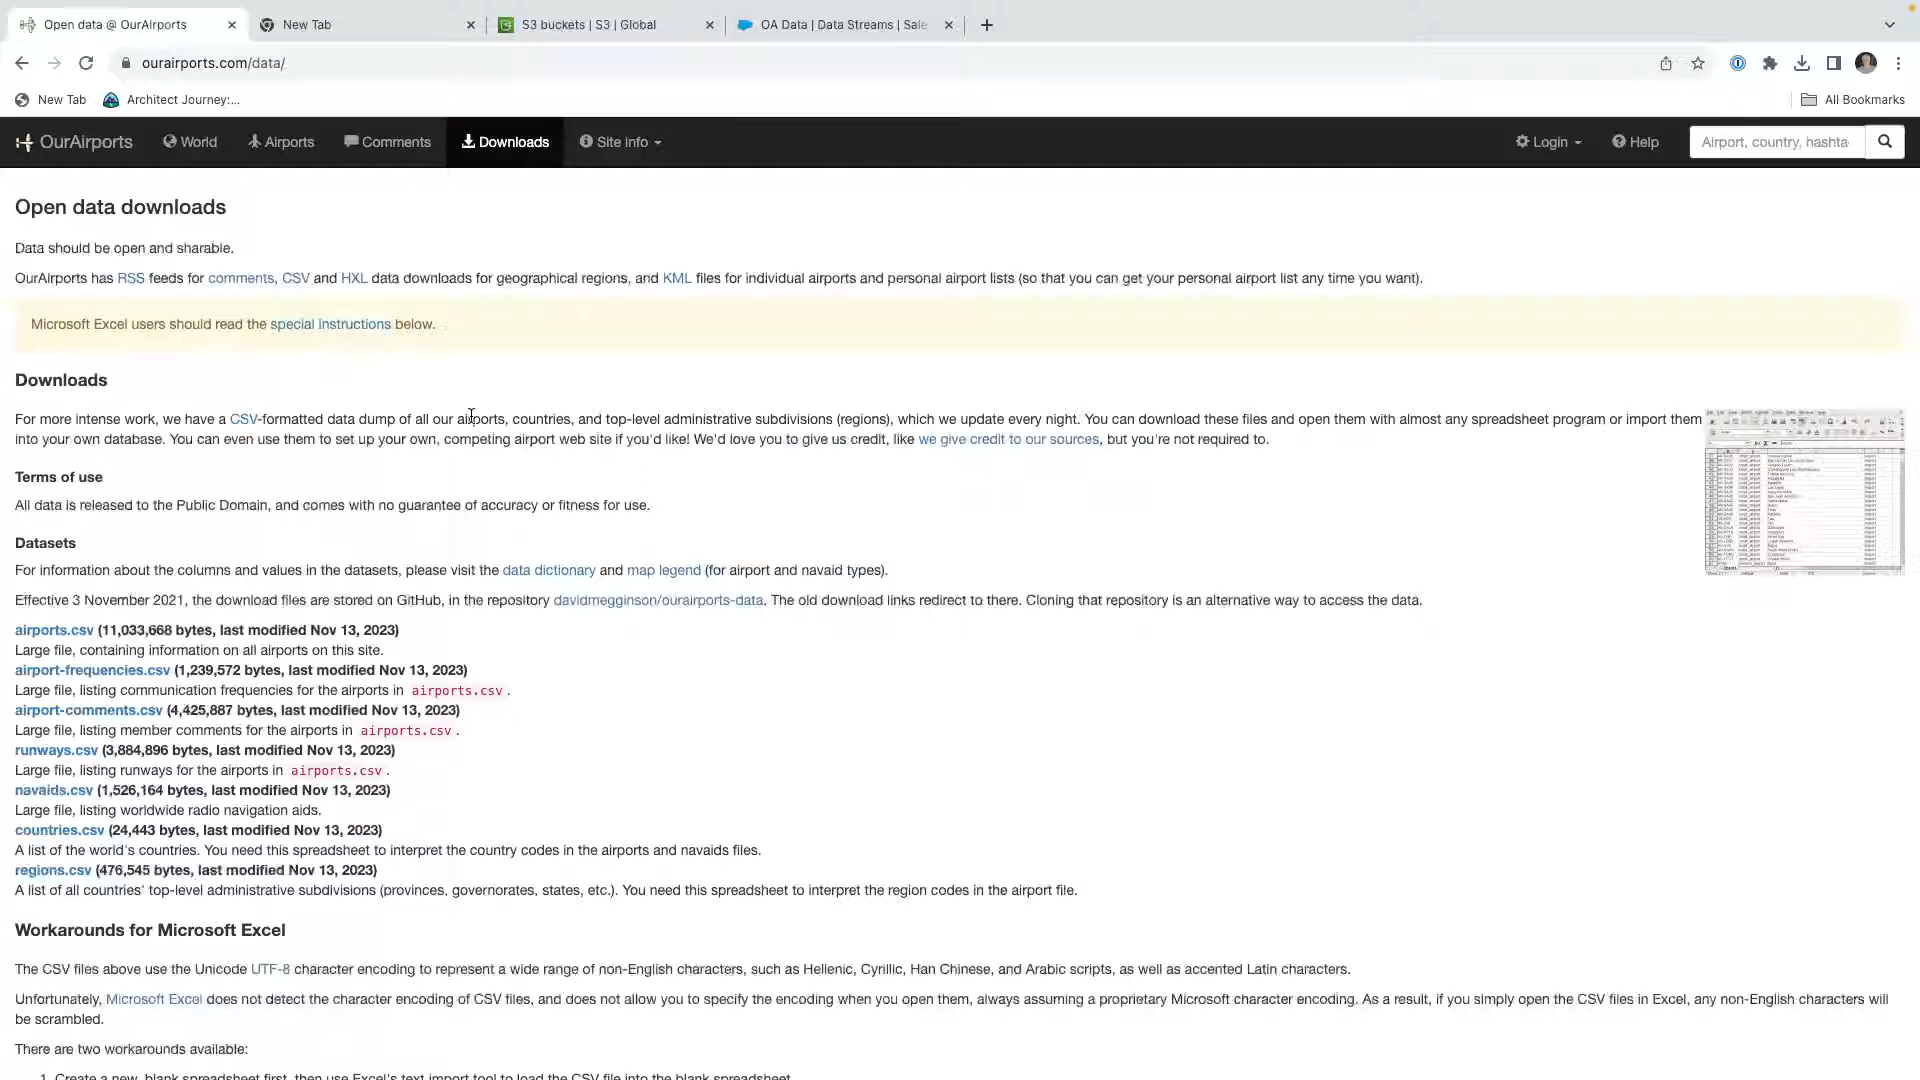 Open data @ OurAirports
New Tab
S3 buckets | S3 | Global
OA Data | Data Streams | Sale
ourairports.com/data/
New Tab
Architect Journey:...
All Bookmarks
OurAirports
World
Airports
Comments
Downloads
Site info
Login
Help
Airport, country, hashta
Open data downloads
Data should be open and sharable.
OurAirports has RSS feeds for comments, CSV and HXL data downloads for geographical regions, and KML files for individual airports and personal airport lists (so that you can get your personal airport list any time you want).
Microsoft Excel users should read the special instructions below.
Downloads
For more intense work, we have a CSV-formatted data dump of all our airports, countries, and top-level administrative subdivisions (regions), which we update every night. You can download these files and open them with almost any spreadsheet program or import them
into your own database. You can even use them to set up your own, competing airport web site if you'd like! We'd love you to give us credit, like we give credit to our sources, but you're not required to.
Terms of use
All data is released to the Public Domain, and comes with no guarantee of accuracy or fitness for use.
Datasets
For information about the columns and values in the datasets, please visit the data dictionary and map legend (for airport and navaid types).
Effective 3 November 2021, the download files are stored on GitHub, in the repository davidmegginson/ourairports-data. The old download links redirect to there. Cloning that repository is an alternative way to access the data.
airports.csv (11,033,668 bytes, last modified Nov 13, 2023)
Large file, containing information on all airports on this site.
airport-frequencies.csv (1,239,572 bytes, last modified Nov 13, 2023)
Large file, listing communication frequencies for the airports in airports.csv.
airport-comments.csv (4,425,887 bytes, last modified Nov 13, 2023)
Large file, listing member comments for the airports in airports.csv.
runways.csv (3,884,896 bytes, last modified Nov 13, 2023)
Large file, listing runways for the airports in airports.csv.
navaids.csv (1,526,164 bytes, last modified Nov 13, 2023)
Large file, listing worldwide radio navigation aids.
countries.csv (24,443 bytes, last modified Nov 13, 2023)
A list of the world's countries. You need this spreadsheet to interpret the country codes in the airports and navaids files.
regions.csv (476,545 bytes, last modified Nov 13, 2023)
A list of all countries' top-level administrative subdivisions (provinces, governorates, states, etc.). You need this spreadsheet to interpret the region codes in the airport file.
Workarounds for Microsoft Excel
The CSV files above use the Unicode UTF-8 character encoding to represent a wide range of non-English characters, such as Hellenic, Cyrillic, Han Chinese, and Arabic scripts, as well as accented Latin characters.
Unfortunately, Microsoft Excel does not detect the character encoding of CSV files, and does not allow you to specify the encoding when you open them, always assuming a proprietary Microsoft character encoding. As a result, if you simply open the CSV files in Excel, any non-English characters will
be scrambled.
There are two workarounds available:
1. Create a new, blank spreadsheet first, then use Excel's text import tool to load the CSV file into the blank spreadsheet.